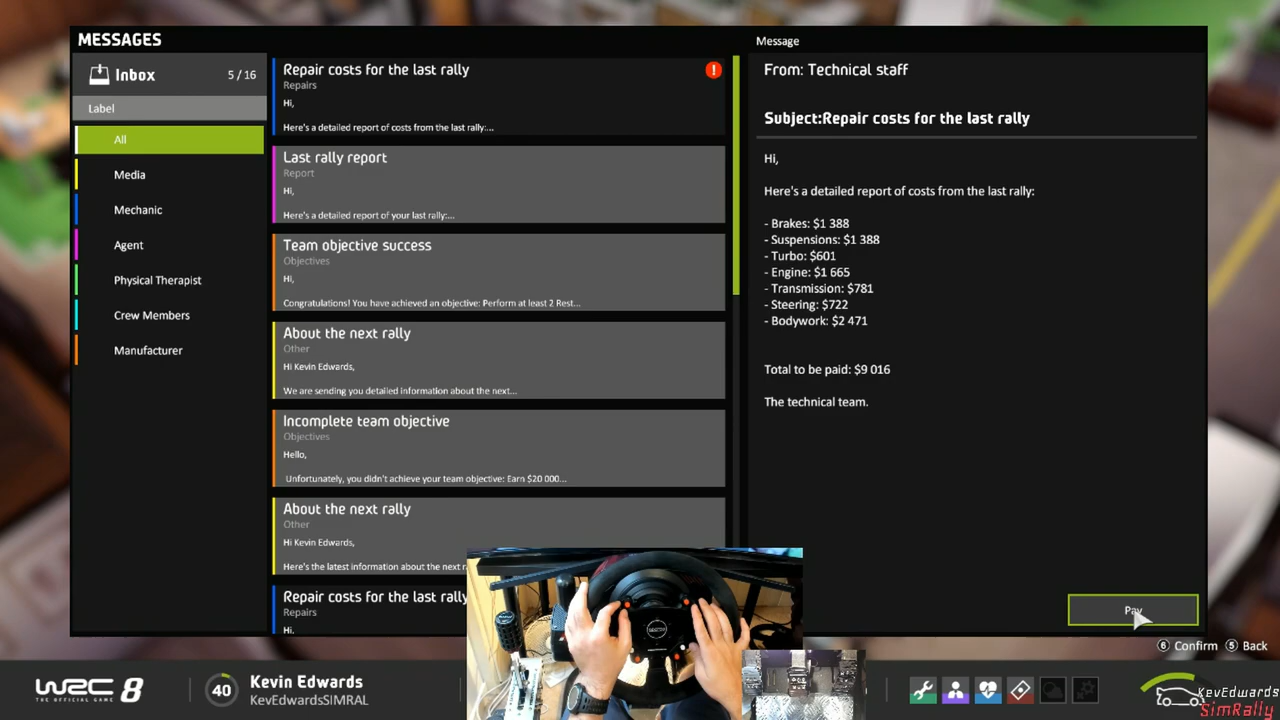 MESSAGES
Inbox 5 / 16
Label
All
Media
Mechanic
Agent
Physical Therapist
Crew Members
Manufacturer
Repair costs for the last rally
Repairs
Hi,
Here's a detailed report of costs from the last rally:...
Last rally report
Report
Hi,
Here's a detailed report of your last rally:...
Team objective success
Objectives
Hi,
Congratulations! You have achieved an objective: Perform at least 2 Rest...
About the next rally
Other
Hi Kevin Edwards,
We are sending you detailed information about the next...
Incomplete team objective
Objectives
Hello,
Unfortunately, you didn't achieve your team objective: Earn $20 000...
About the next rally
Other
Hi Kevin Edwards,
Here's the latest information about the next
Repair costs for the last rally
Repairs
Hi,
Message
From: Technical staff
Subject:Repair costs for the last rally
Hi,
Here's a detailed report of costs from the last rally:
- Brakes: $1 388
- Suspensions: $1 388
- Turbo: $601
- Engine: $1 665
- Transmission: $781
- Steering: $722
- Bodywork: $2 471
Total to be paid: $9 016
The technical team.
Pay
6 Confirm 5 Back
WRC 8
THE OFFICIAL GAME
40
Kevin Edwards
KevEdwardsSIMRAL
KevEdwards
SimRally